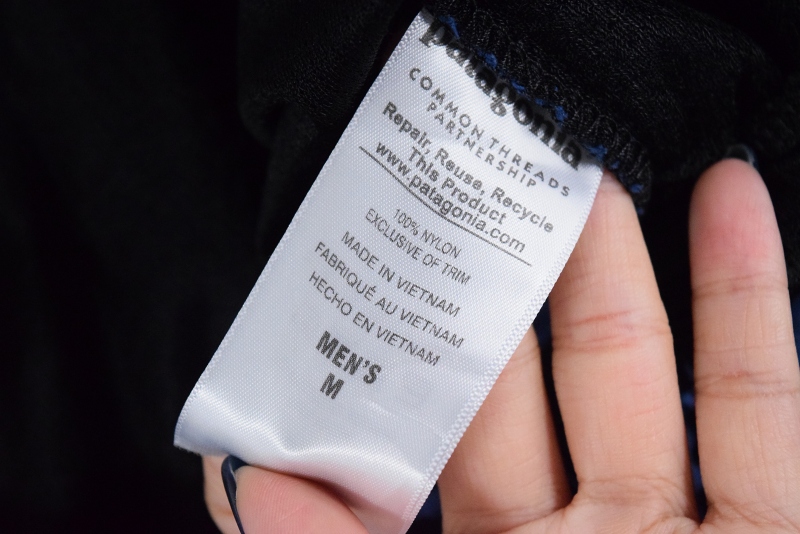 patagonia
COMMON THREADS
PARTNERSHIP
Repair, Reuse, Recycle
This Product
www.patagonia.com
100% NYLON
EXCLUSIVE OF TRIM
MADE IN VIETNAM
FABRIQUÉ AU VIETNAM
HECHO EN VIETNAM
MEN'S
M